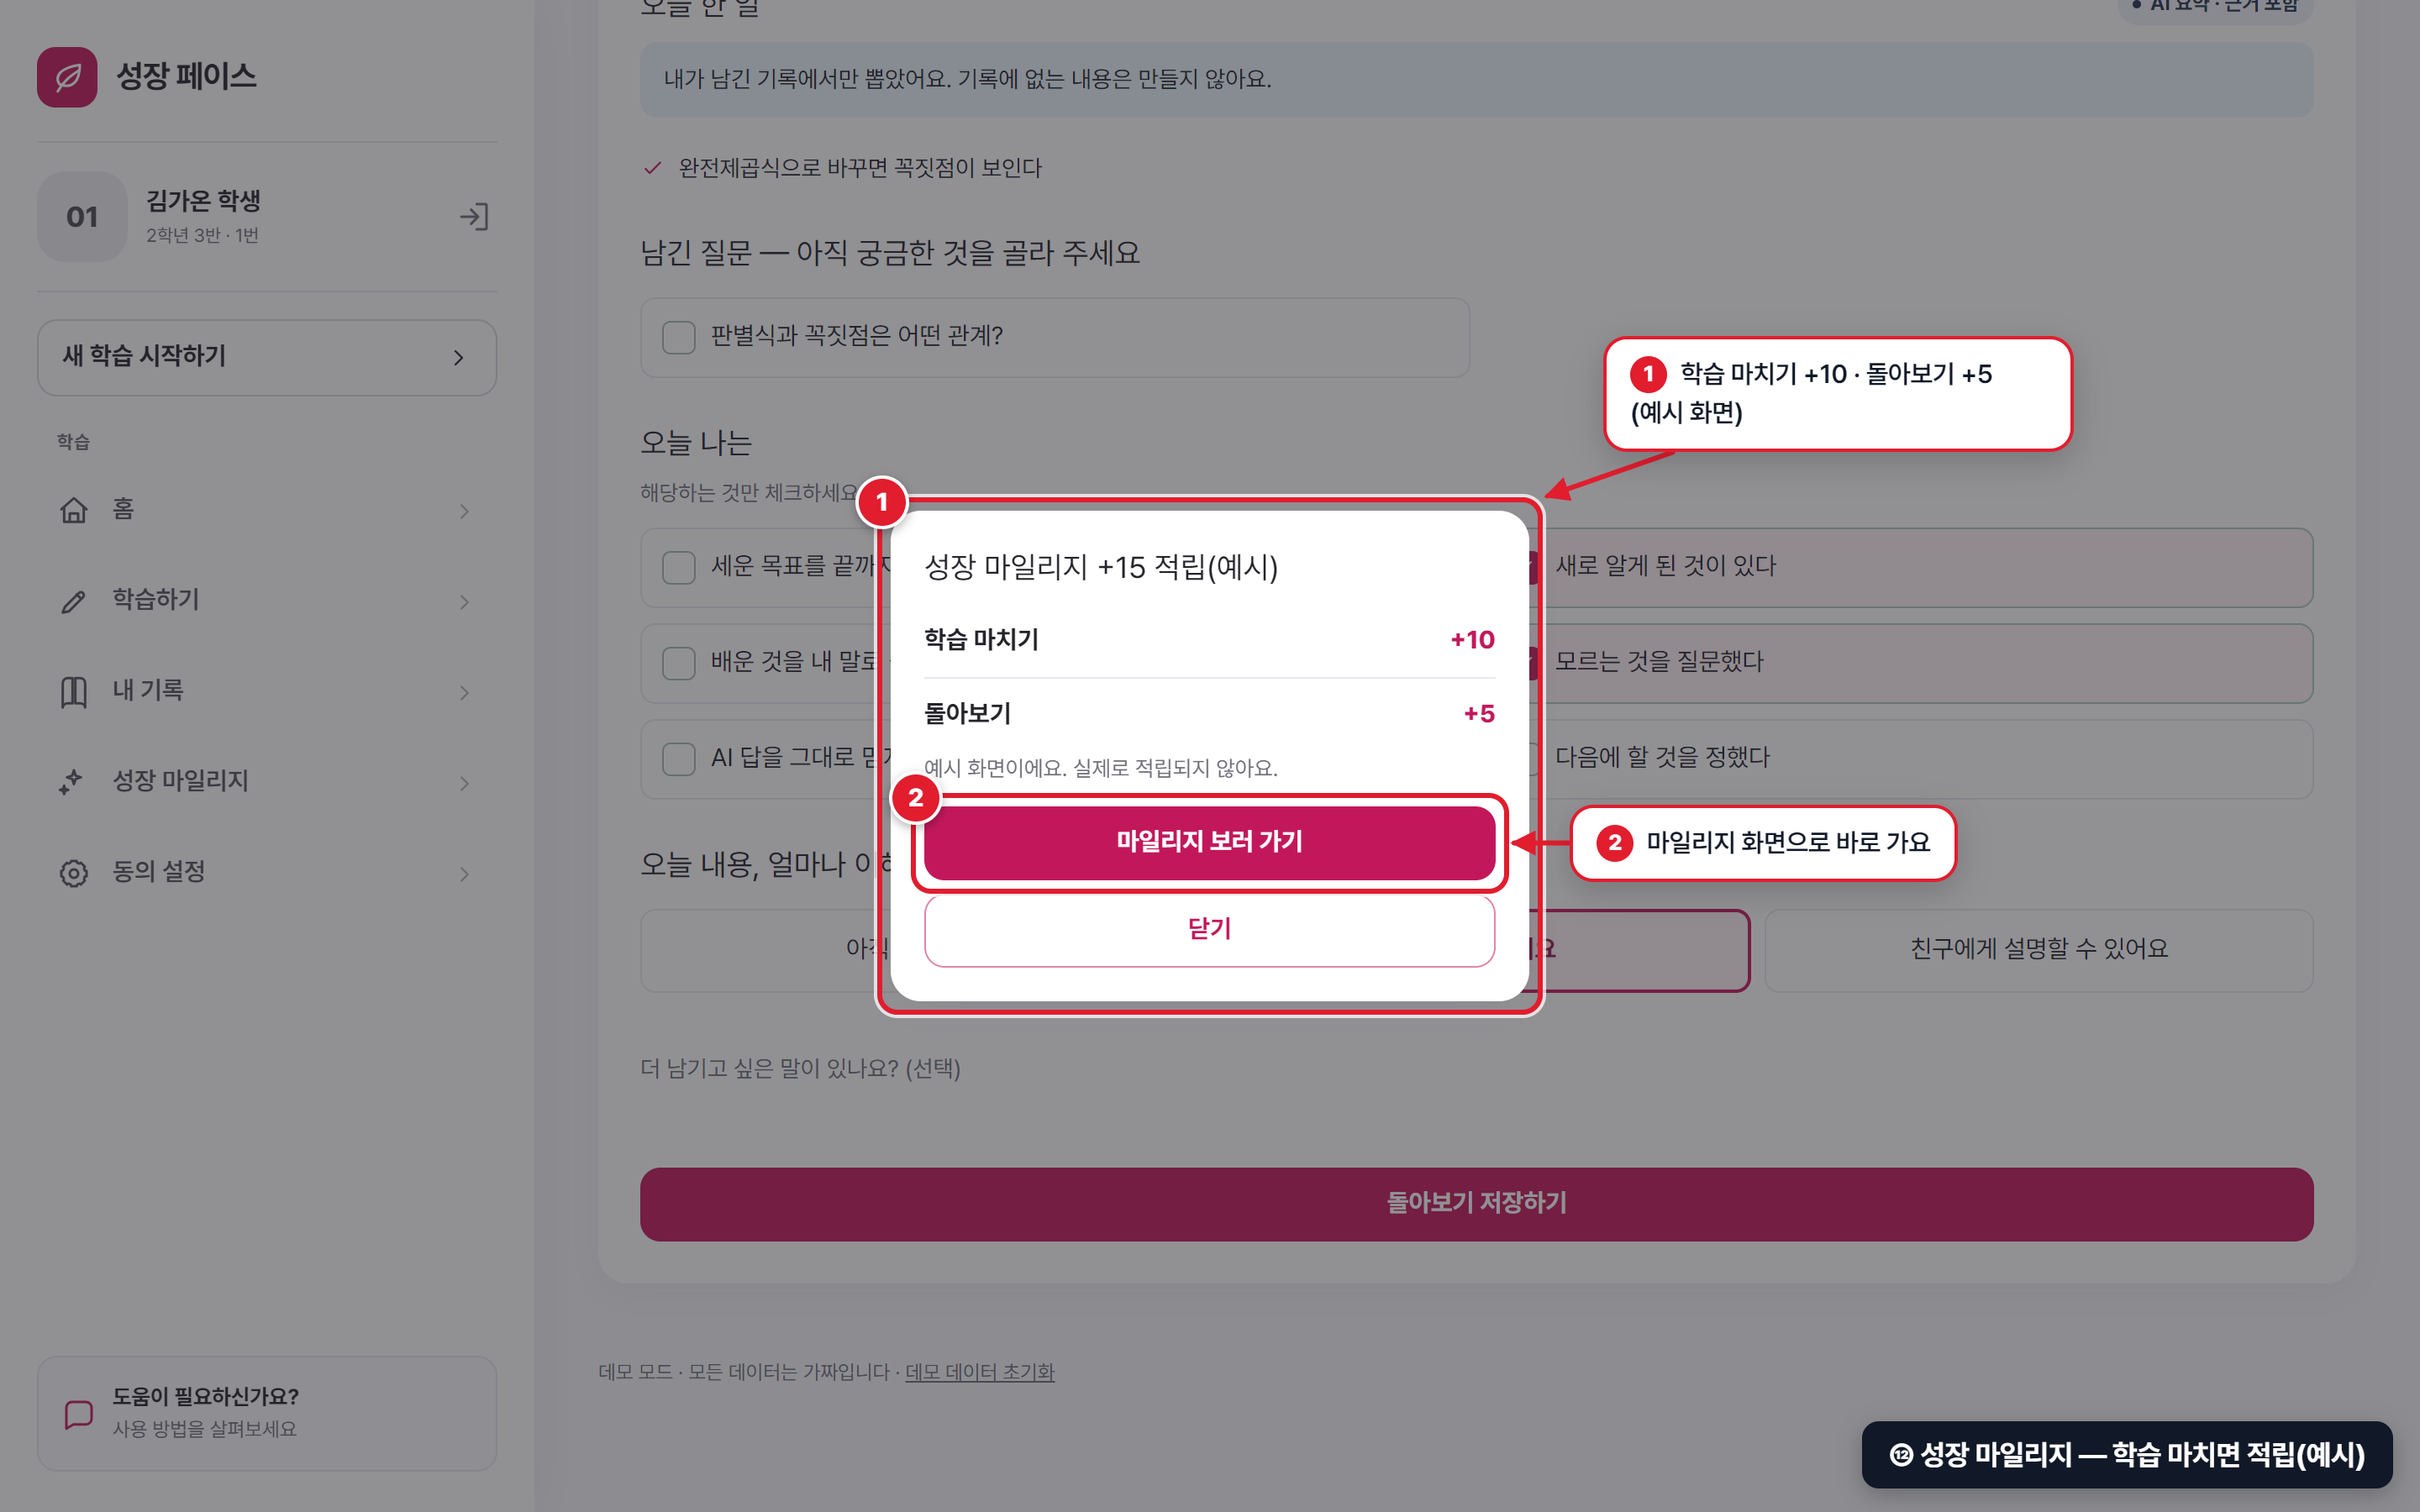 성장 페이스
01
김가온 학생
2학년 3반 · 1번
새 학습 시작하기
학습
홈
학습하기
내 기록
성장 마일리지
동의 설정
도움이 필요하신가요?
사용 방법을 살펴보세요
오늘 한 일
AI 요약 · 근거 포함
내가 남긴 기록에서만 뽑았어요. 기록에 없는 내용은 만들지 않아요.
완전제곱식으로 바꾸면 꼭짓점이 보인다
남긴 질문 — 아직 궁금한 것을 골라 주세요
판별식과 꼭짓점은 어떤 관계?
오늘 나는
해당하는 것만 체크하세요
세운 목표를 끝까지
새로 알게 된 것이 있다
배운 것을 내 말로
모르는 것을 질문했다
AI 답을 그대로 믿지
다음에 할 것을 정했다
오늘 내용, 얼마나 이해
아직
요
친구에게 설명할 수 있어요
더 남기고 싶은 말이 있나요? (선택)
돌아보기 저장하기
데모 모드 · 모든 데이터는 가짜입니다 · 데모 데이터 초기화
1
성장 마일리지 +15 적립(예시)
학습 마치기 +10
돌아보기 +5
예시 화면이에요. 실제로 적립되지 않아요.
2
마일리지 보러 가기
닫기
1 학습 마치기 +10 · 돌아보기 +5
(예시 화면)
2 마일리지 화면으로 바로 가요
⑫ 성장 마일리지 — 학습 마치면 적립(예시)